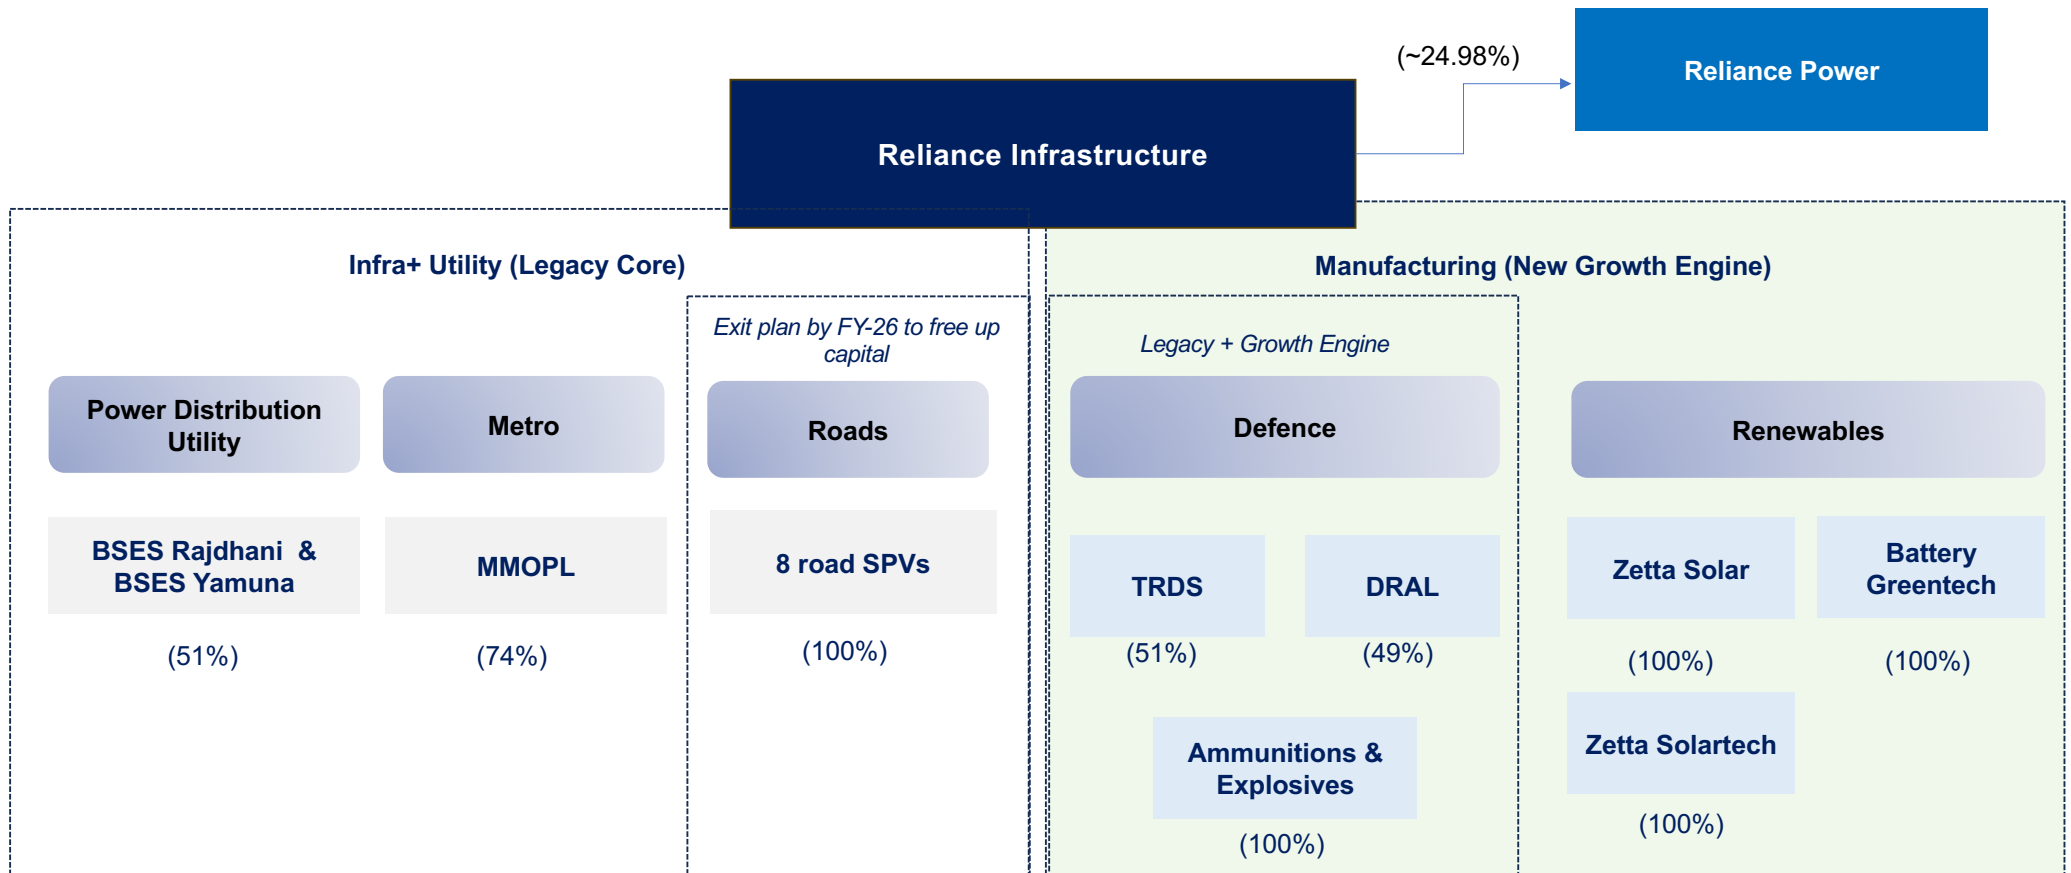 (~24.98%)
Reliance Power
Reliance Infrastructure
Infra+ Utility (Legacy Core)
Exit plan by FY-26 to free up
capital
Power Distribution
Utility
Metro
Roads
BSES Rajdhani &
BSES Yamuna
MMOPL
8 road SPVs
(51%)
(74%)
(100%)
Manufacturing (New Growth Engine)
Legacy + Growth Engine
Defence
Renewables
TRDS
DRAL
(51%)
(49%)
Ammunitions &
Explosives
(100%)
Zetta Solar
Battery
Greentech
(100%)
(100%)
Zetta Solartech
(100%)